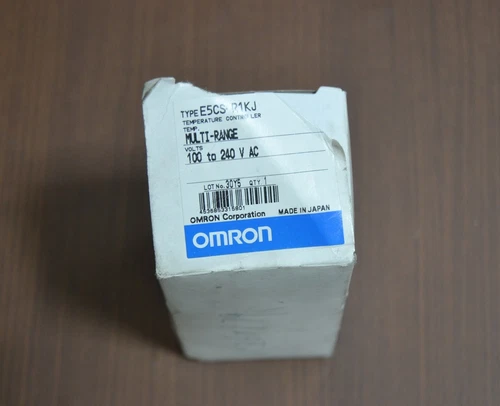 TYPE E5CS-R1KJ
TEMPERATURE CONTROLLER
TEMP.
MULTI-RANGE
VOLTS
100 to 240 V AC
LOT No. 30Y5 QTY 1
OMRON Corporation MADE IN JAPAN
OMRON